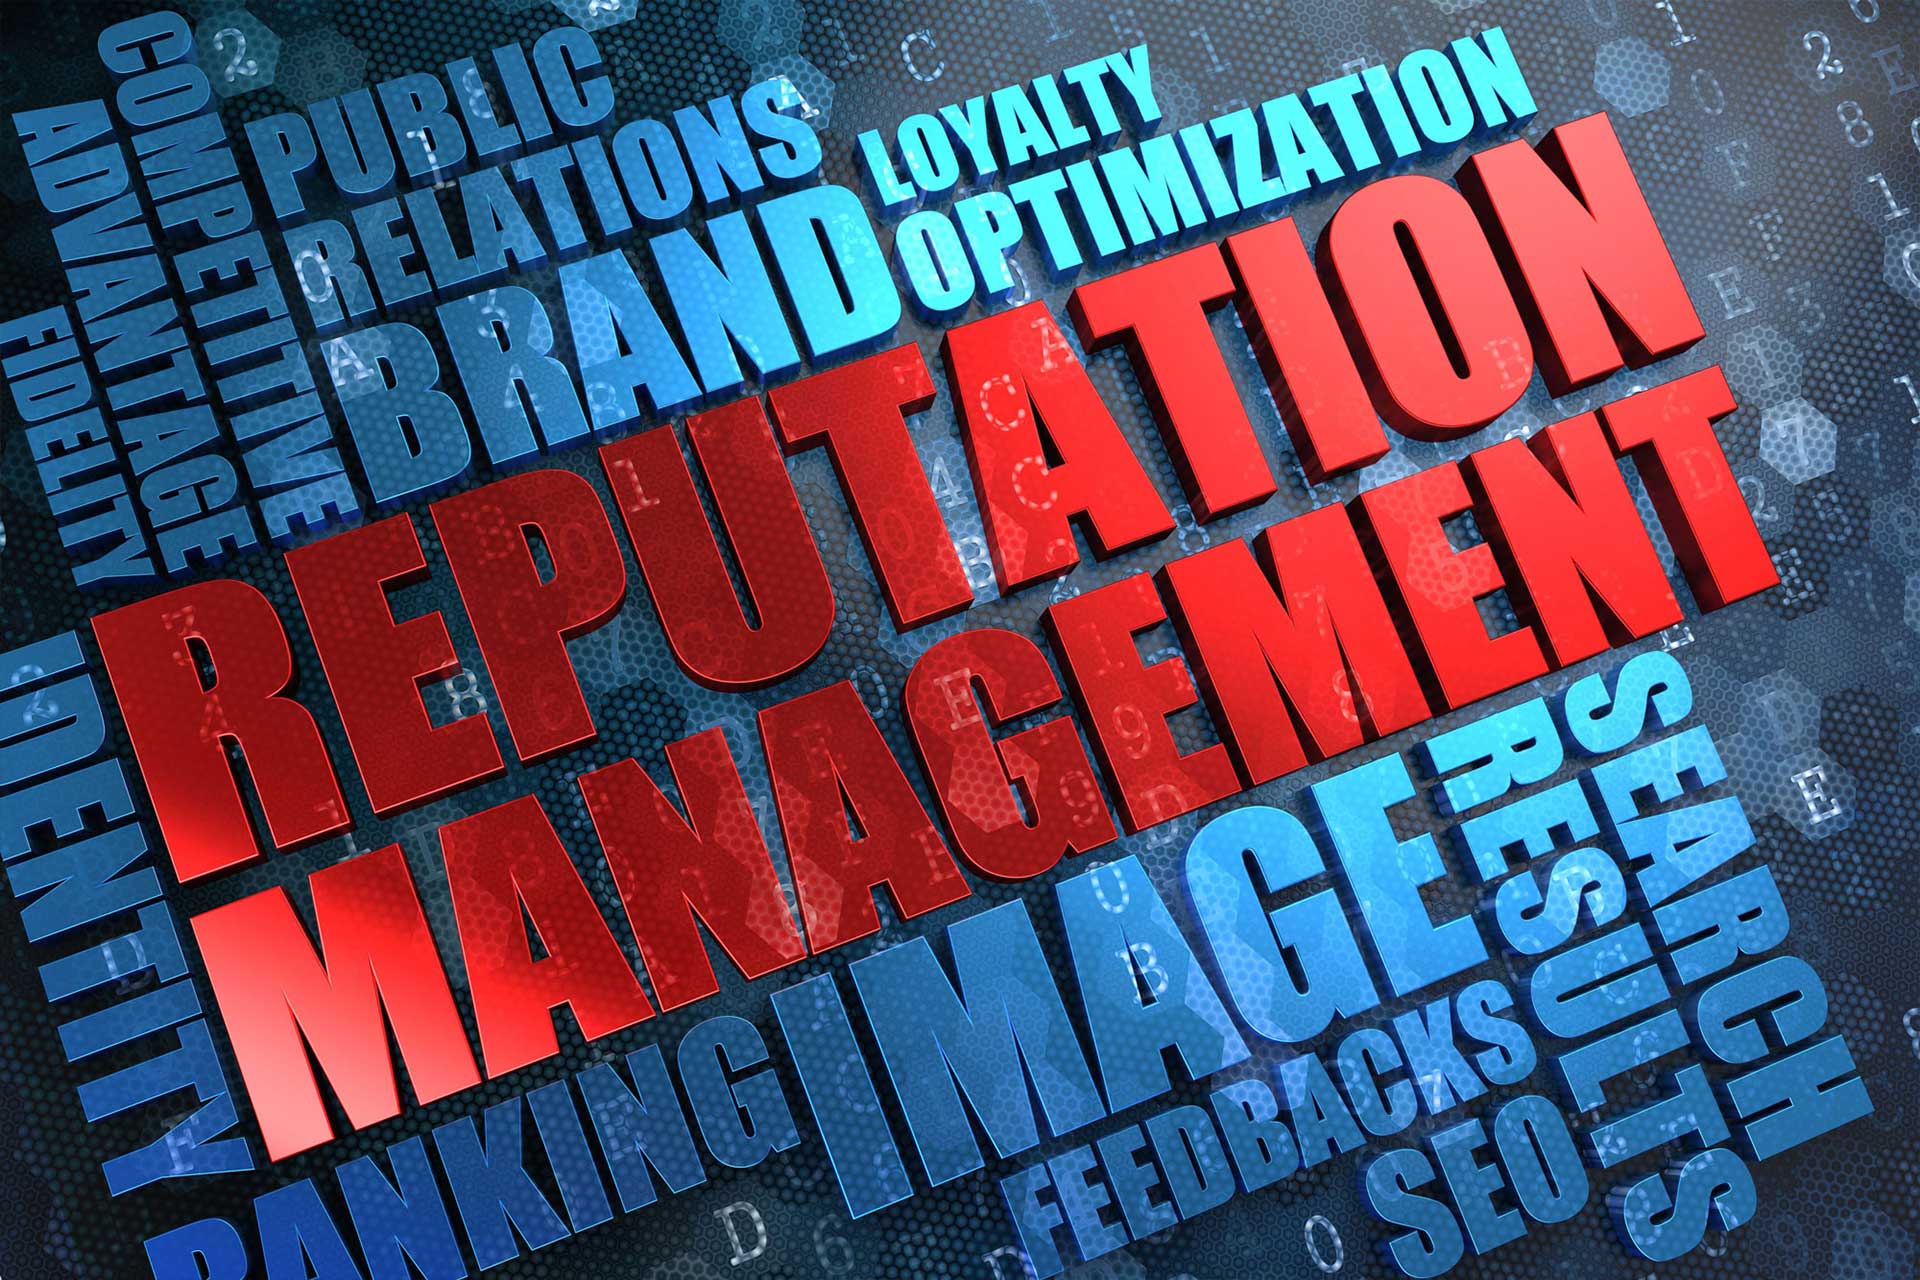 COMPETITIVE
ADVANTAGE
FIDELITY
PUBLIC
RELATIONS
LOYALTY
BRAND
OPTIMIZATION
REPUTATION
MANAGEMENT
IDENTITY
RANKING
IMAGE
FEEDBACKS
SEO
SEARCH
RESULTS